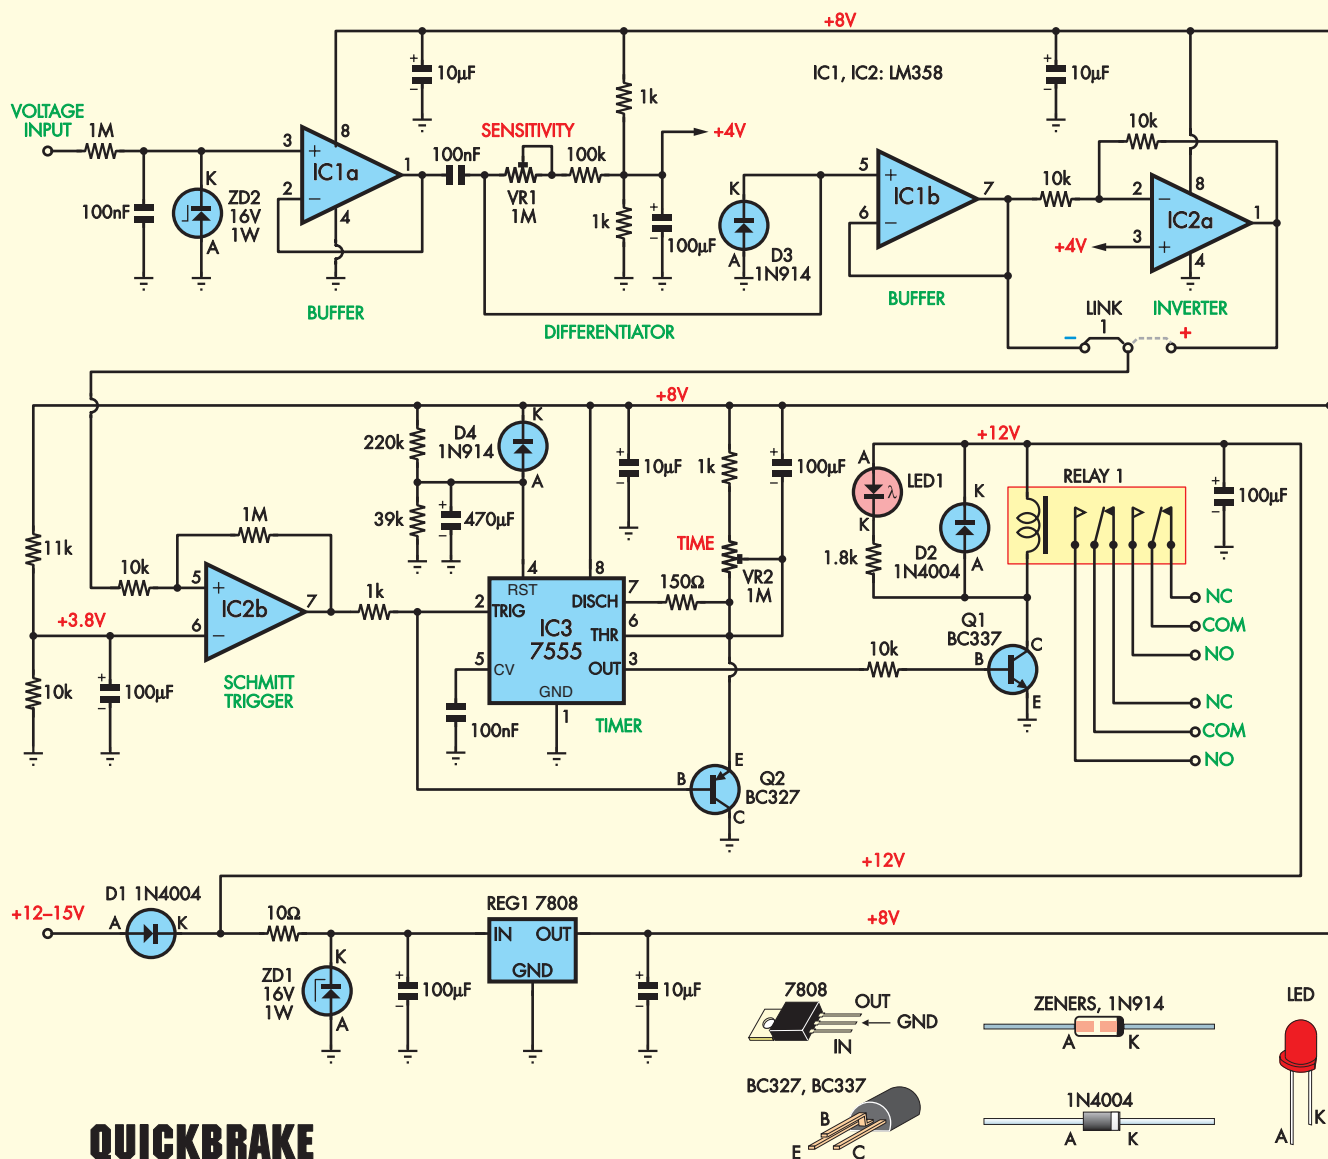 +8V
VOLTAGE
INPUT
1M
100nF
K
ZD2
16V
1W
A
3
+
8
IC1a
1
2
−
4
BUFFER
+
10µF
−
100nF
SENSITIVITY
VR1
1M
100k
1k
1k
+4V
+
100µF
−
DIFFERENTIATOR
IC1, IC2: LM358
K
A
D3
1N914
5
+
IC1b
7
6
−
BUFFER
+
10µF
−
10k
10k
2
−
8
IC2a
1
+4V
3
+
4
INVERTER
LINK
1
−
+
+8V
11k
10k
1M
5
+
IC2b
7
6
−
+3.8V
10k
+
100µF
−
SCHMITT
TRIGGER
1k
220k
39k
+
470µF
−
D4
1N914
K
A
4
8
RST
2
TRIG
DISCH
7
IC3
7555
THR
6
5
CV
OUT
3
GND
1
TIMER
100nF
+
10µF
−
150Ω
1k
TIME
VR2
1M
+
100µF
−
B
E
C
Q2
BC327
10k
+12V
A
LED1
λ
K
1.8k
K
D2
1N4004
A
RELAY 1
+
100µF
−
Q1
BC337
B
C
E
NC
COM
NO
NC
COM
NO
+12V
+12–15V
D1 1N4004
A
K
10Ω
ZD1
16V
1W
K
A
+
100µF
−
REG1 7808
IN
OUT
GND
+8V
+
10µF
−
7808
OUT
GND
IN
BC327, BC337
B
E
C
ZENERS, 1N914
A
K
1N4004
A
K
LED
K
A
QUICKBRAKE